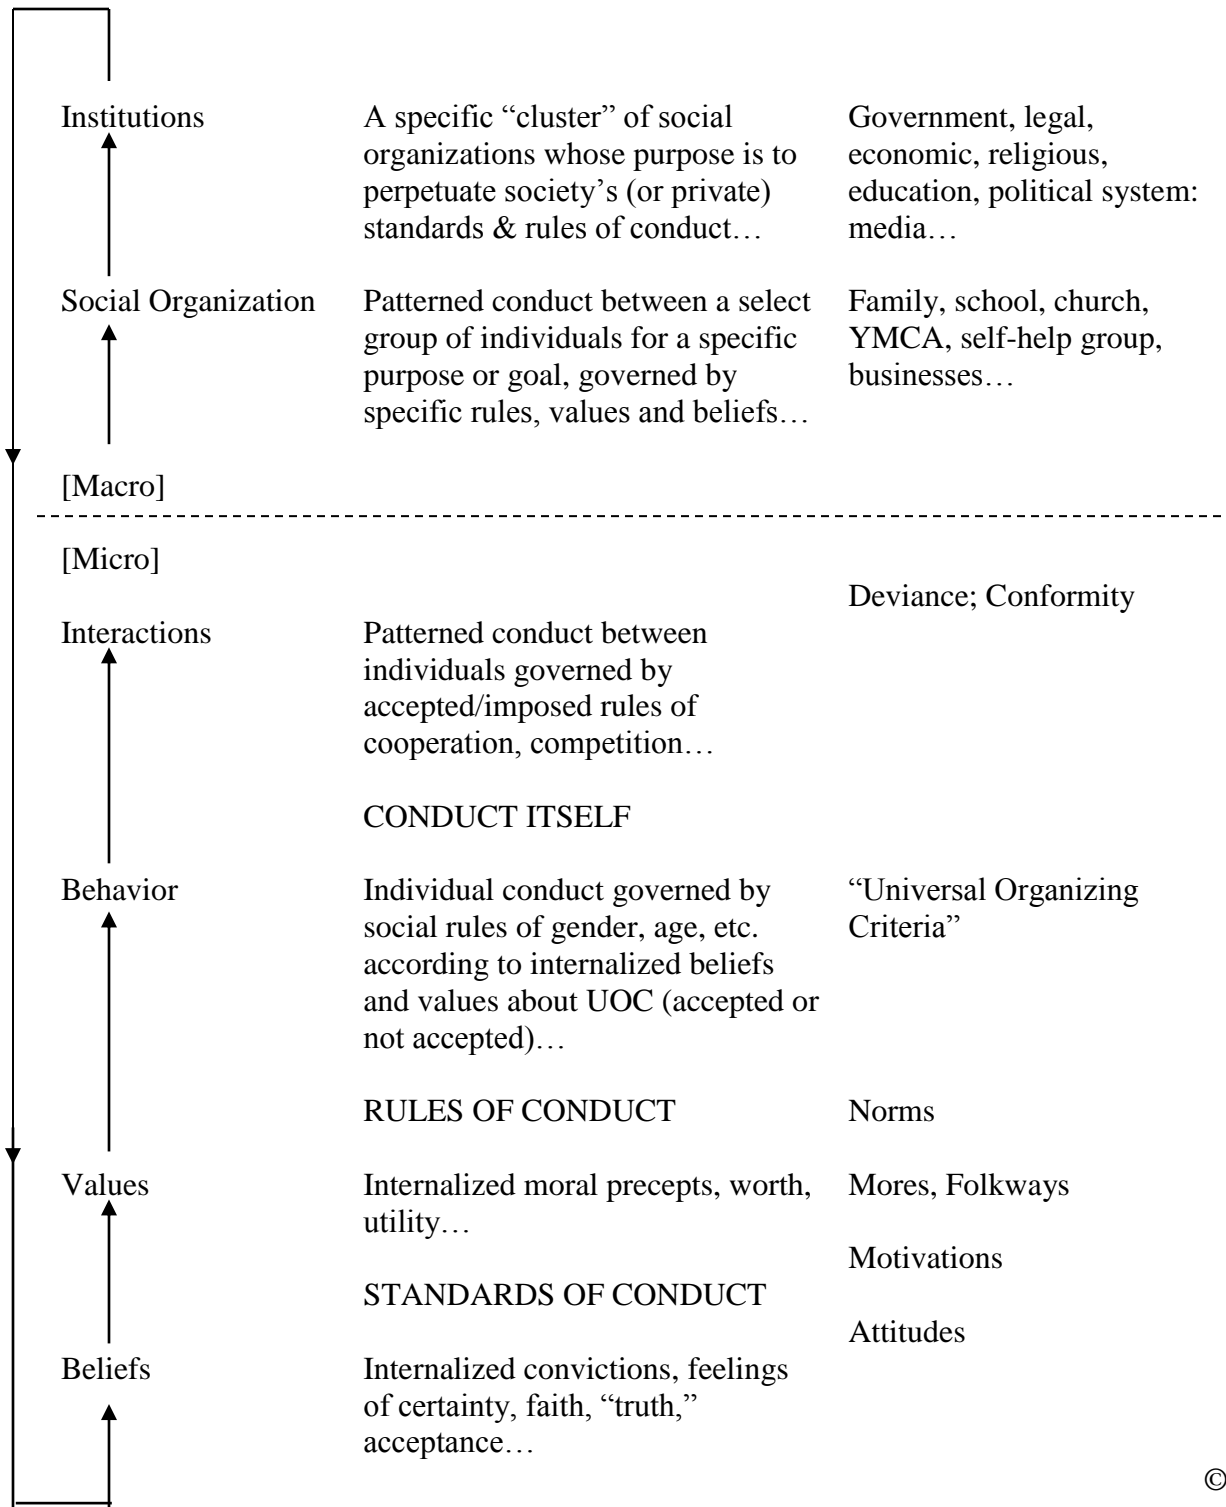 Institutions
A specific “cluster” of social
organizations whose purpose is to
perpetuate society’s (or private)
standards & rules of conduct…
Government, legal,
economic, religious,
education, political system:
media…
Social Organization
Patterned conduct between a select
group of individuals for a specific
purpose or goal, governed by
specific rules, values and beliefs…
Family, school, church,
YMCA, self-help group,
businesses…
[Macro]
[Micro]
Deviance; Conformity
Interactions
Patterned conduct between
individuals governed by
accepted/imposed rules of
cooperation, competition…
CONDUCT ITSELF
Behavior
Individual conduct governed by
social rules of gender, age, etc.
according to internalized beliefs
and values about UOC (accepted or
not accepted)…
“Universal Organizing
Criteria”
RULES OF CONDUCT
Norms
Values
Internalized moral precepts, worth,
utility…
Mores, Folkways
Motivations
STANDARDS OF CONDUCT
Attitudes
Beliefs
Internalized convictions, feelings
of certainty, faith, “truth,”
acceptance…
©